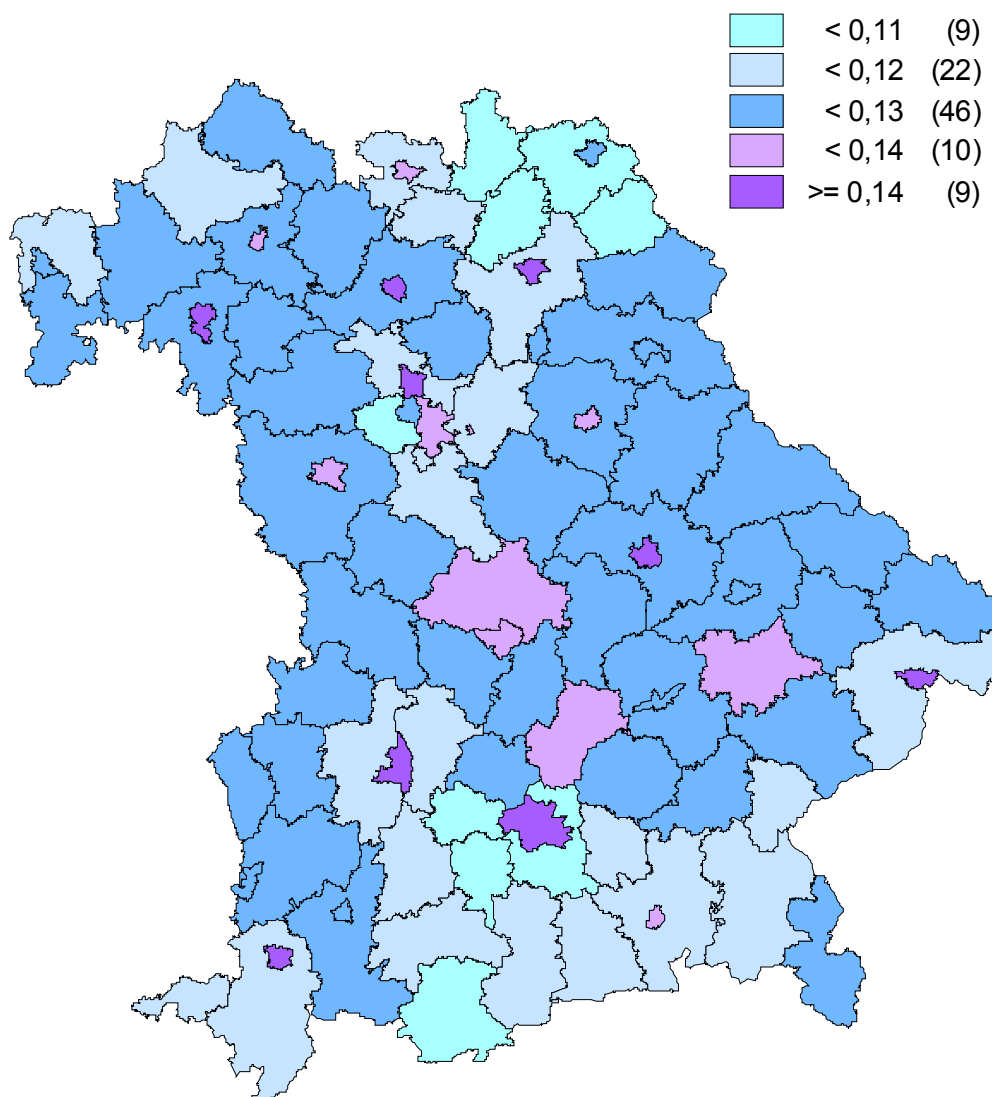 < 0,11 (9)
< 0,12 (22)
< 0,13 (46)
< 0,14 (10)
>= 0,14 (9)